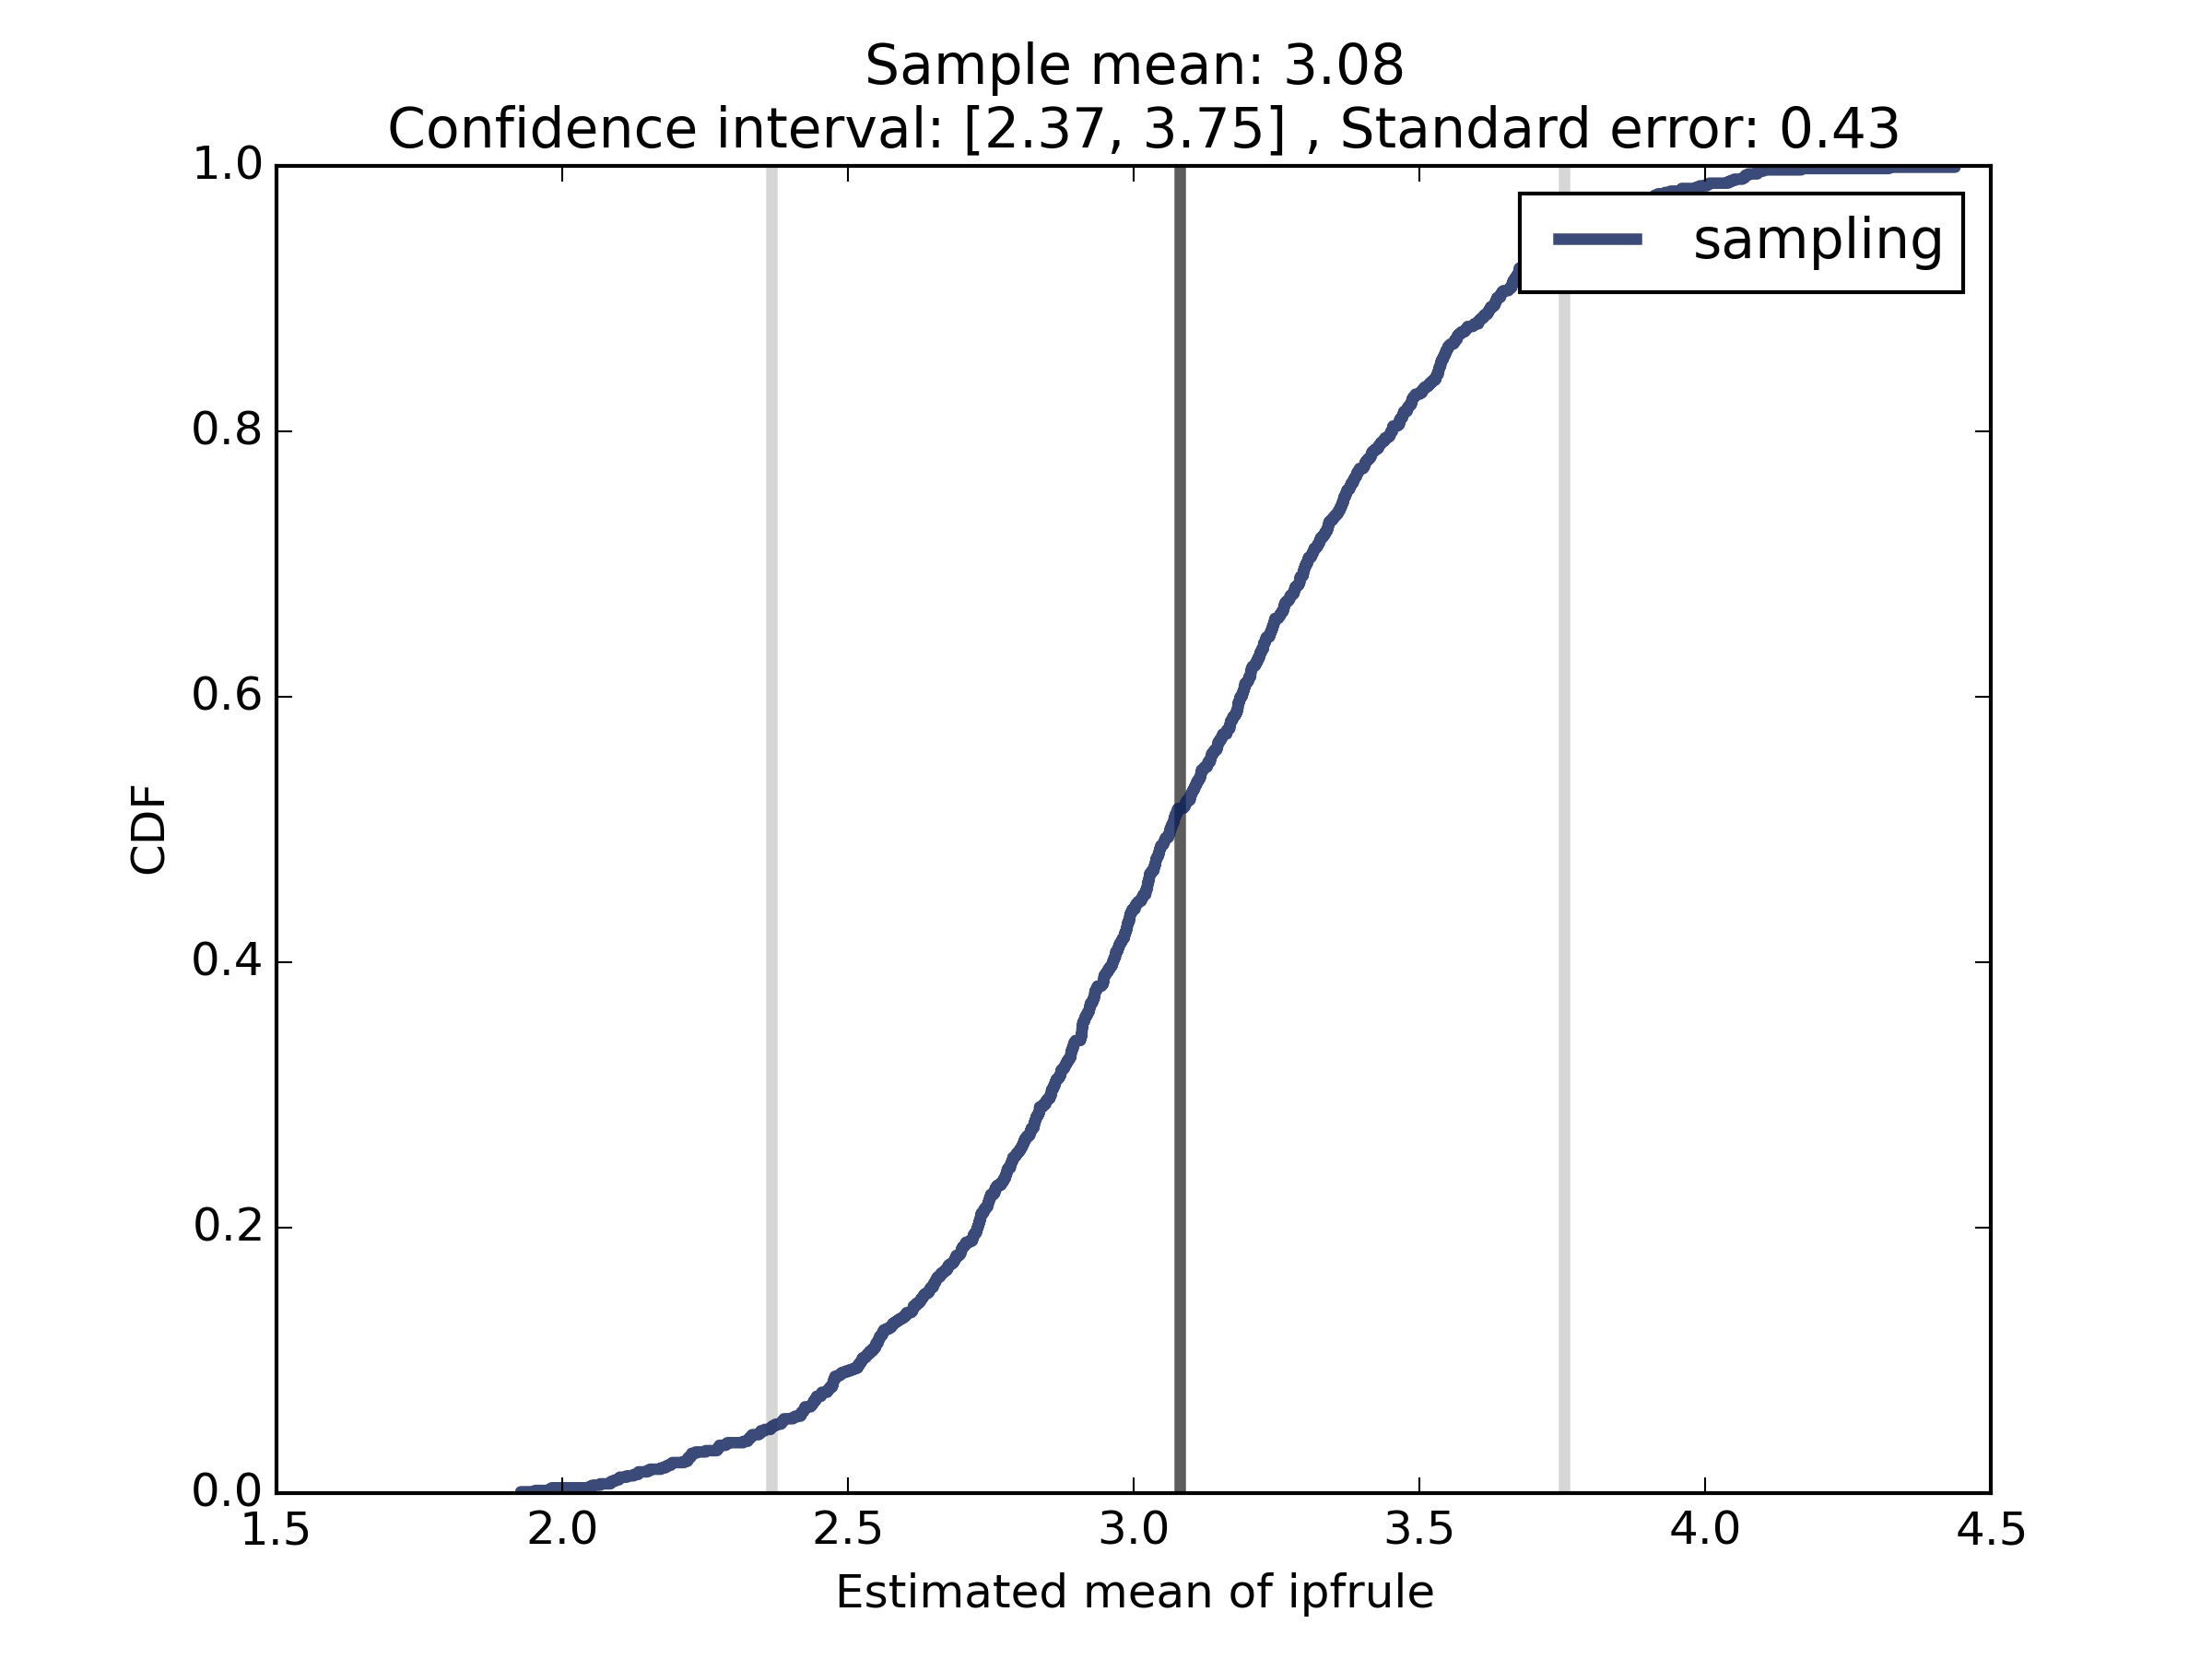 Sample mean: 3.08
Confidence interval: [2.37, 3.75] , Standard error: 0.43
1.0
sampling
0.8
0.6
CDF
0.4
0.2
0.0
1.5 2.0 2.5 3.0 3.5 4.0 4.5
Estimated mean of ipfrule